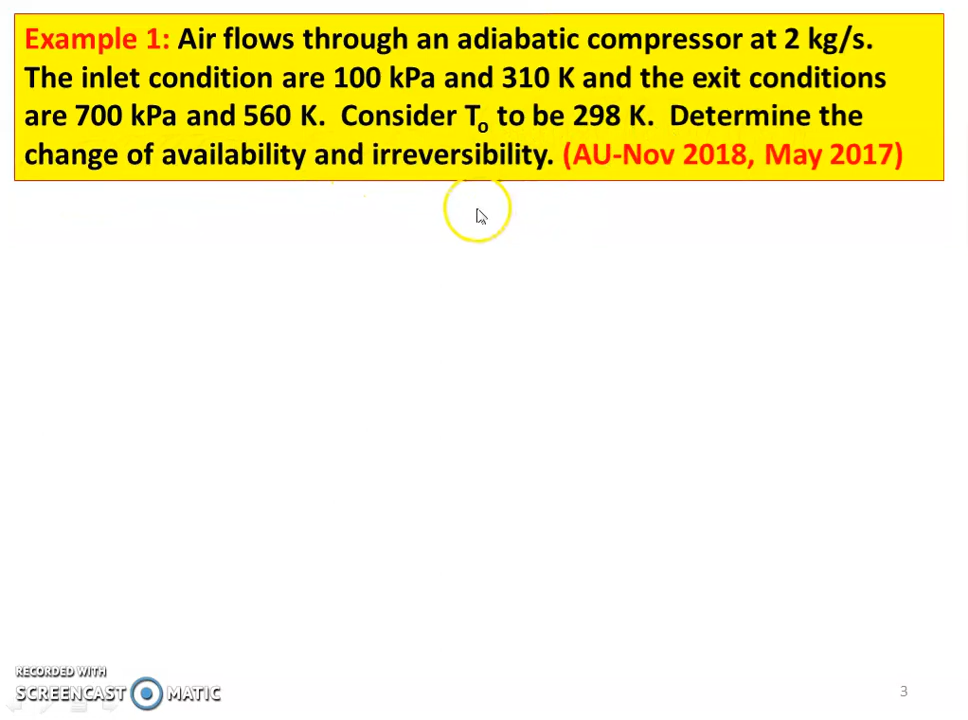 Example 1: Air flows through an adiabatic compressor at 2 kg/s.
The inlet condition are 100 kPa and 310 K and the exit conditions
are 700 kPa and 560 K. Consider To to be 298 K. Determine the
change of availability and irreversibility. (AU-Nov 2018, May 2017)
RECORDED WITH
SCREENCAST MATIC
3